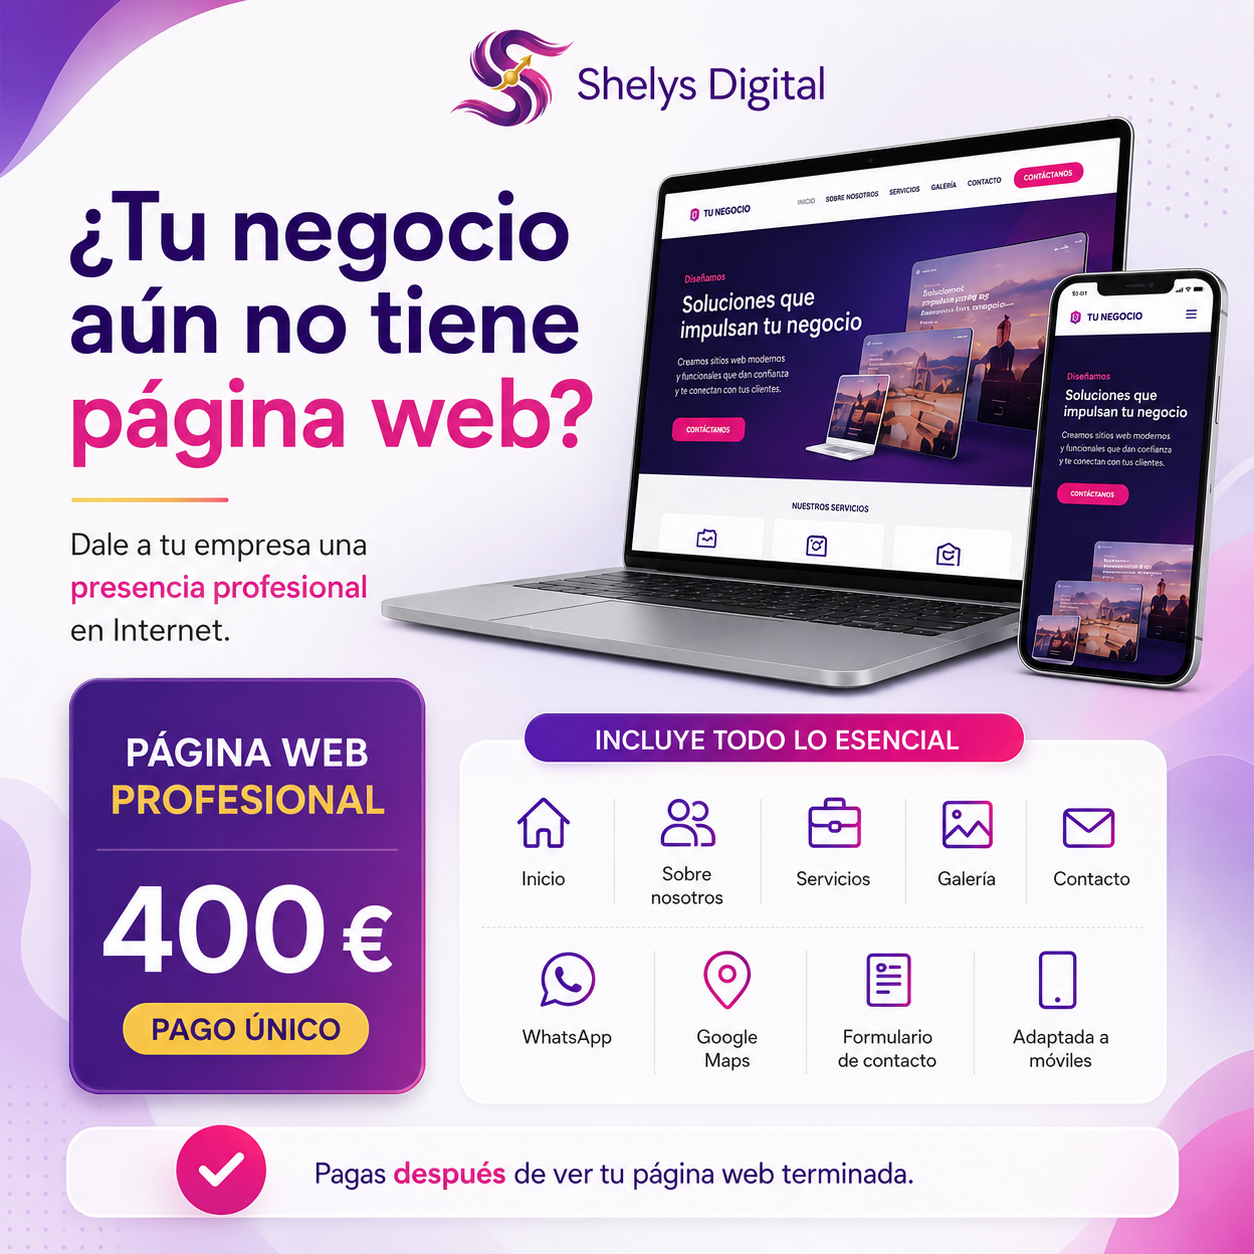 Shelys Digital
¿Tu negocio
aún no tiene
página web?
Dale a tu empresa una
presencia profesional
en Internet.
TU NEGOCIO
INICIO SOBRE NOSOTROS SERVICIOS GALERÍA CONTACTO CONTÁCTANOS
Diseñamos
Soluciones que
impulsan tu negocio
Creamos sitios web modernos
y funcionales que dan confianza
y te conectan con tus clientes.
CONTÁCTANOS
NUESTROS SERVICIOS
TU NEGOCIO
Diseñamos
Soluciones que
impulsan tu negocio
Creamos sitios web modernos
y funcionales que dan confianza
y te conectan con tus clientes.
CONTÁCTANOS
PÁGINA WEB
PROFESIONAL
400 €
PAGO ÚNICO
INCLUYE TODO LO ESENCIAL
Inicio
Sobre
nosotros
Servicios
Galería
Contacto
WhatsApp
Google
Maps
Formulario
de contacto
Adaptada a
móviles
Pagas después de ver tu página web terminada.